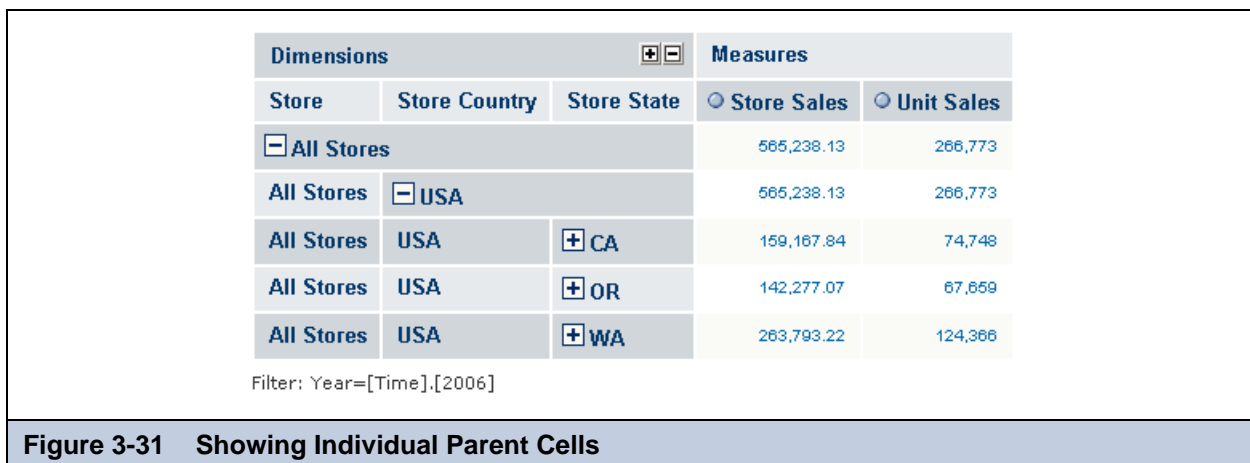 Dimensions Measures
Store Store Country Store State Store Sales Unit Sales
All Stores 565,238.13 266,773
All Stores USA 565,238.13 266,773
All Stores USA CA 159,167.84 74,748
All Stores USA OR 142,277.07 67,659
All Stores USA WA 263,793.22 124,366
Filter: Year=[Time].[2006]
Figure 3-31 Showing Individual Parent Cells